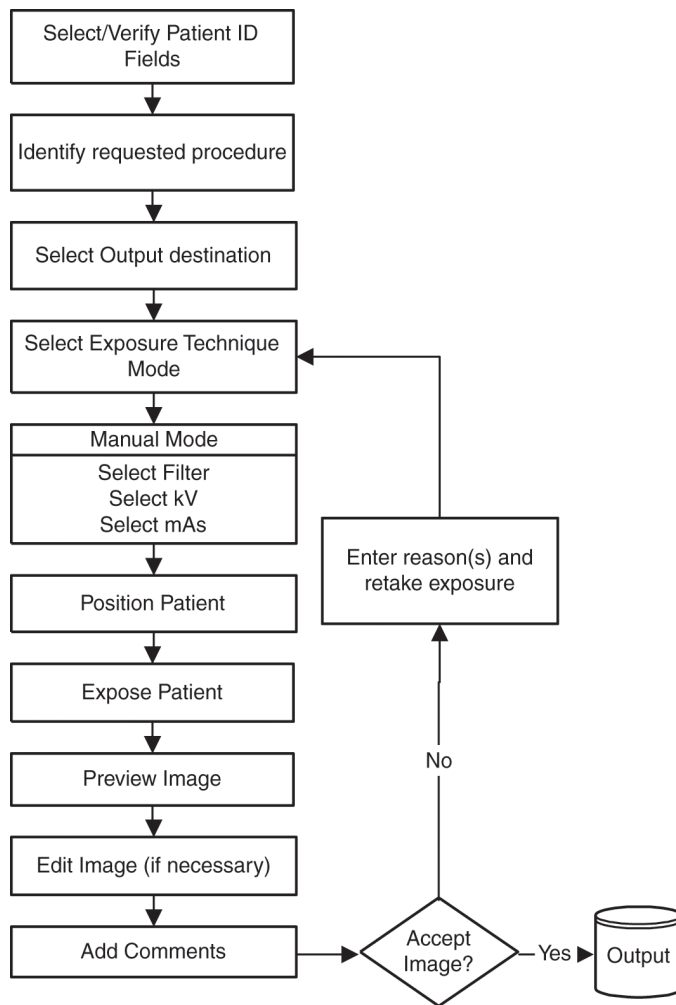 Select/Verify Patient ID
Fields
Identify requested procedure
Select Output destination
Select Exposure Technique
Mode
Manual Mode
Select Filter
Select kV
Select mAs
Position Patient
Expose Patient
Preview Image
Edit Image (if necessary)
Add Comments
Accept
Image?
No
Enter reason(s) and
retake exposure
Yes
Output